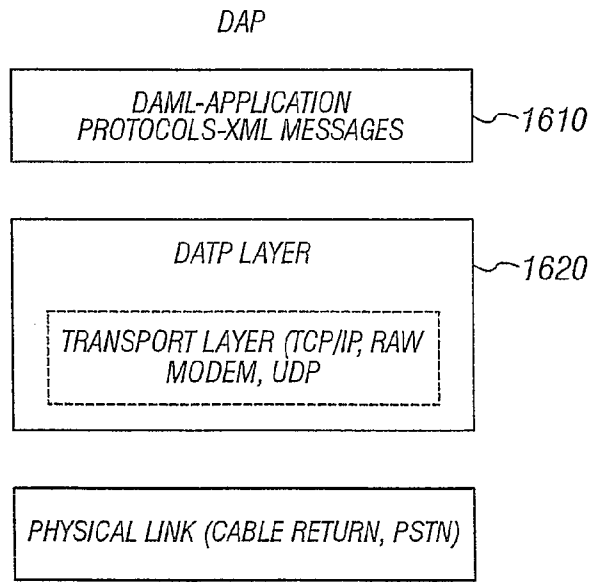 DAP
DAML-APPLICATION
PROTOCOLS-XML MESSAGES
1610
DATP LAYER
1620
TRANSPORT LAYER (TCP/IP, RAW
MODEM, UDP
PHYSICAL LINK (CABLE RETURN, PSTN)